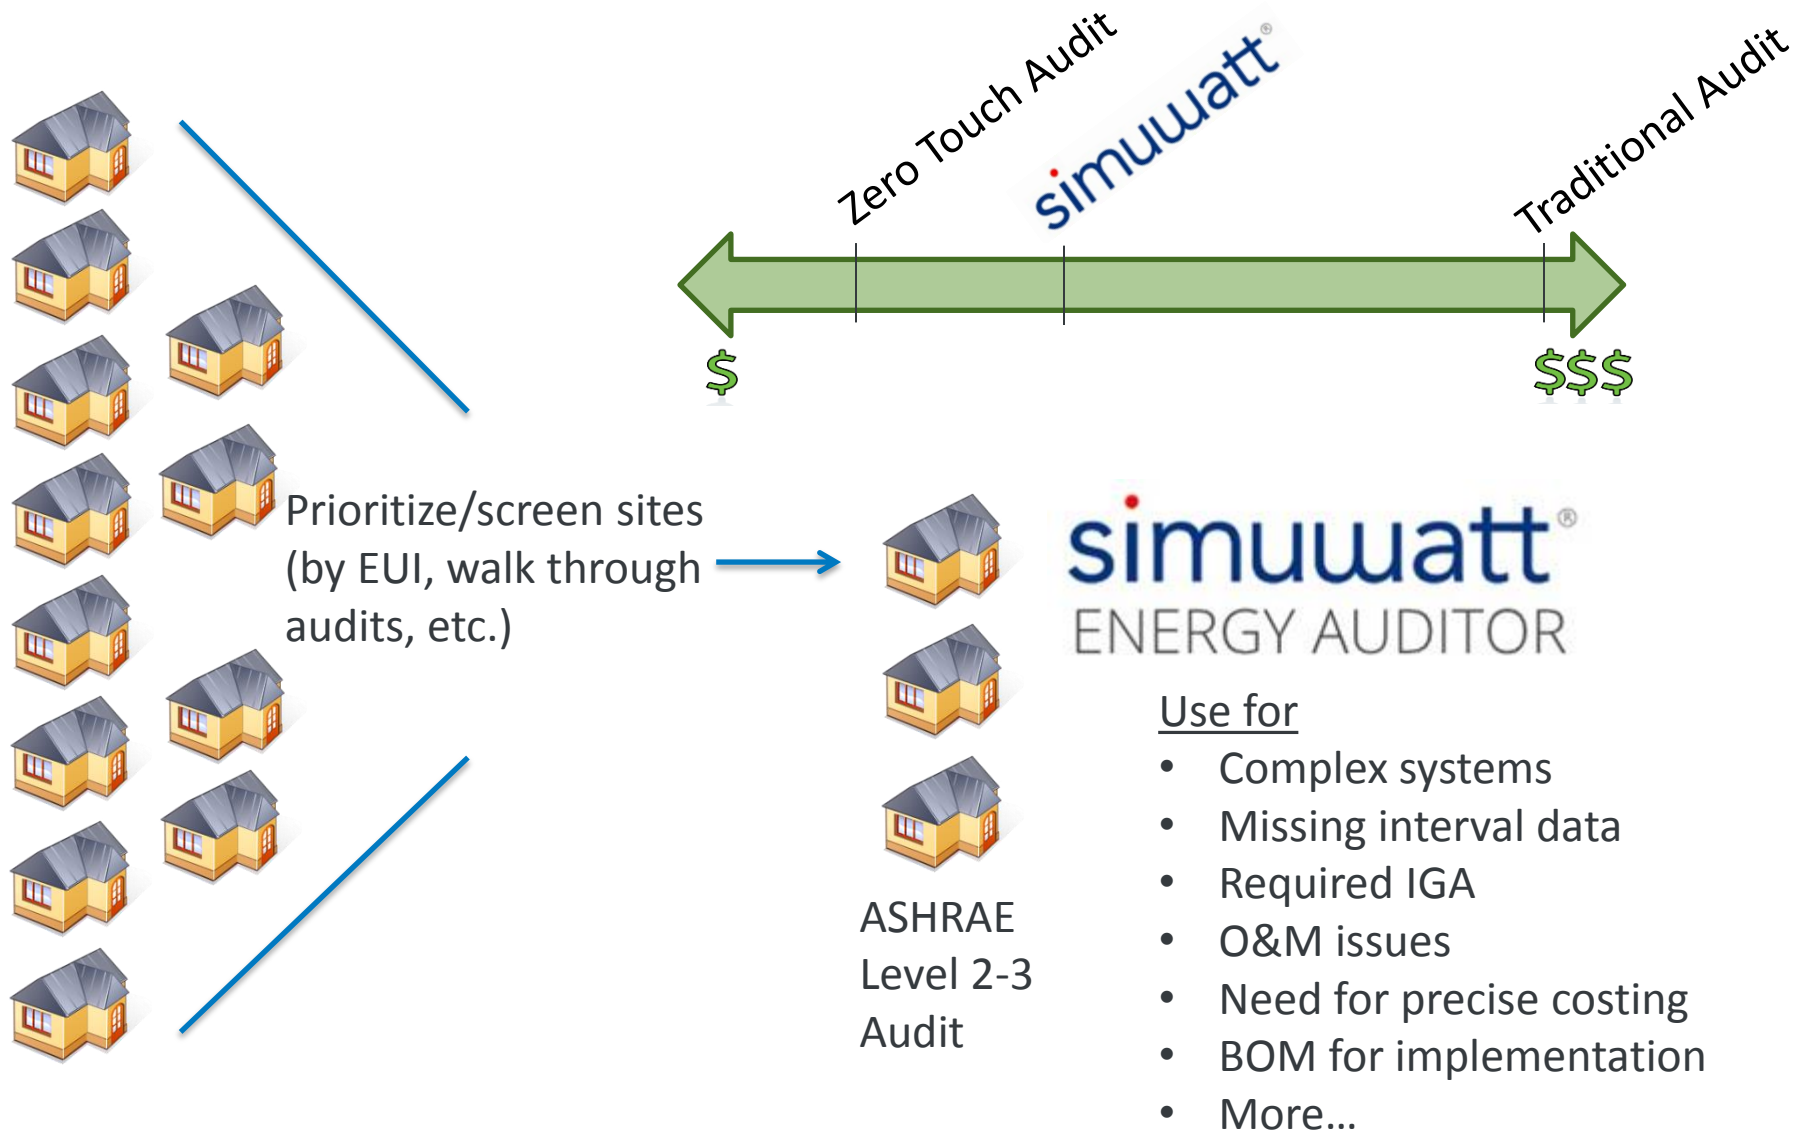 Zero Touch Audit
simuwatt®
Traditional Audit
$
$$$
Prioritize/screen sites
(by EUI, walk through
audits, etc.)
simuwatt®
ENERGY AUDITOR
ASHRAE
Level 2-3
Audit
Use for
• Complex systems
• Missing interval data
• Required IGA
• O&M issues
• Need for precise costing
• BOM for implementation
• More...